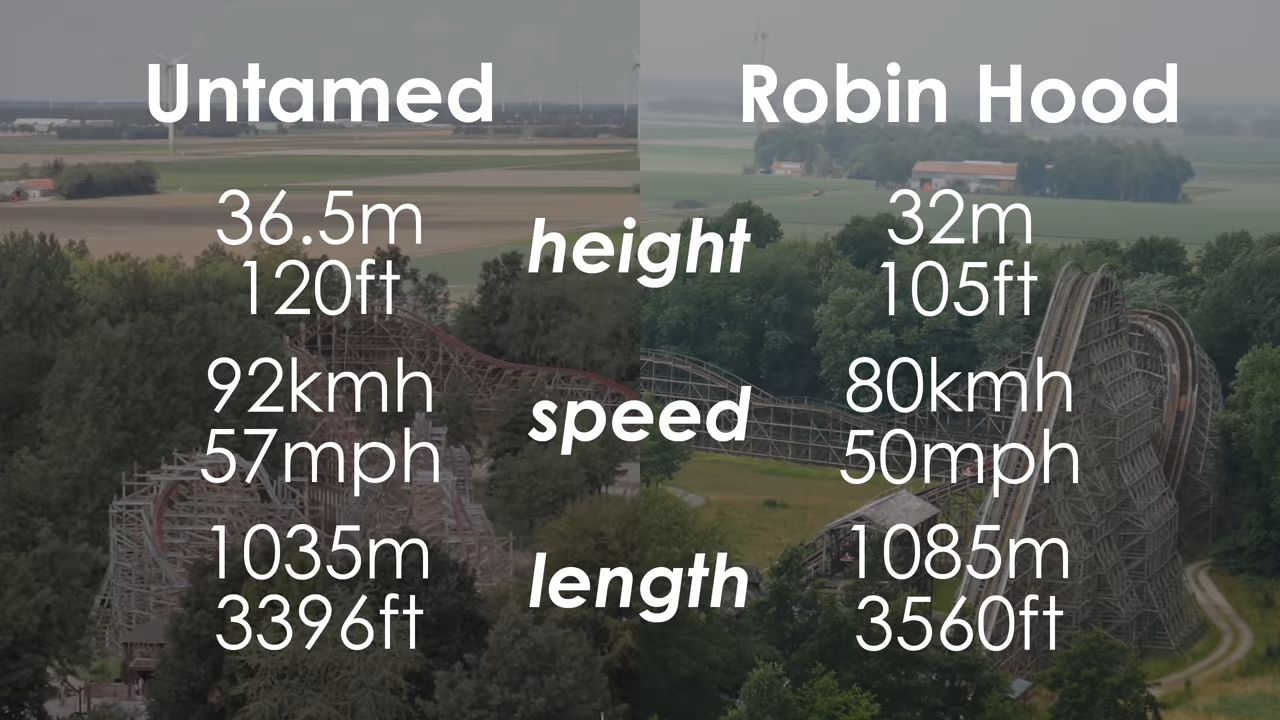 Untamed
Robin Hood
36.5m
120ft
height
32m
105ft
92kmh
57mph
speed
80kmh
50mph
1035m
3396ft
length
1085m
3560ft